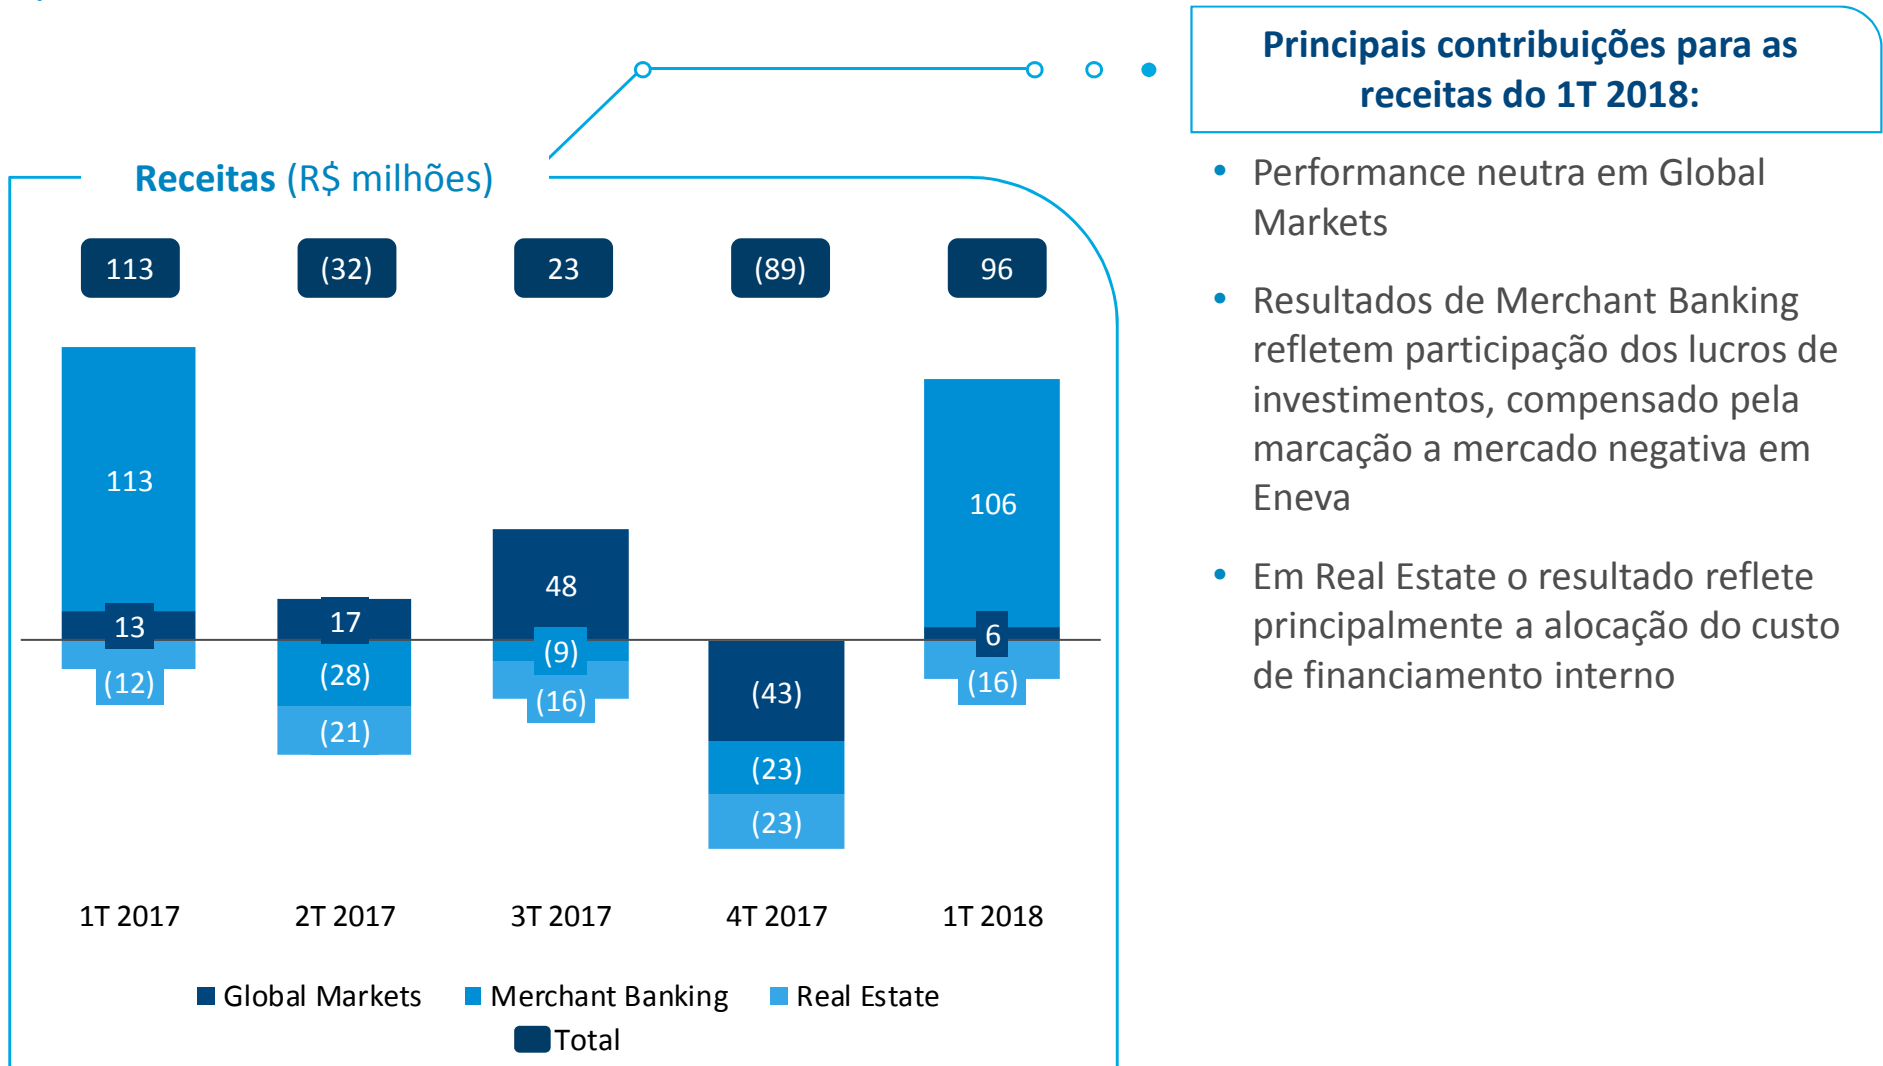 Principais contribuições para as
receitas do 1T 2018:
Receitas (R$ milhões)
113
(32)
23
(89)
96
113
13
(12)
17
(28)
(21)
48
(9)
(16)
(43)
(23)
(23)
106
6
(16)
1T 2017
2T 2017
3T 2017
4T 2017
1T 2018
Global Markets
Merchant Banking
Real Estate
Total
• Performance neutra em Global
Markets
• Resultados de Merchant Banking
refletem participação dos lucros de
investimentos, compensado pela
marcação a mercado negativa em
Eneva
• Em Real Estate o resultado reflete
principalmente a alocação do custo
de financiamento interno